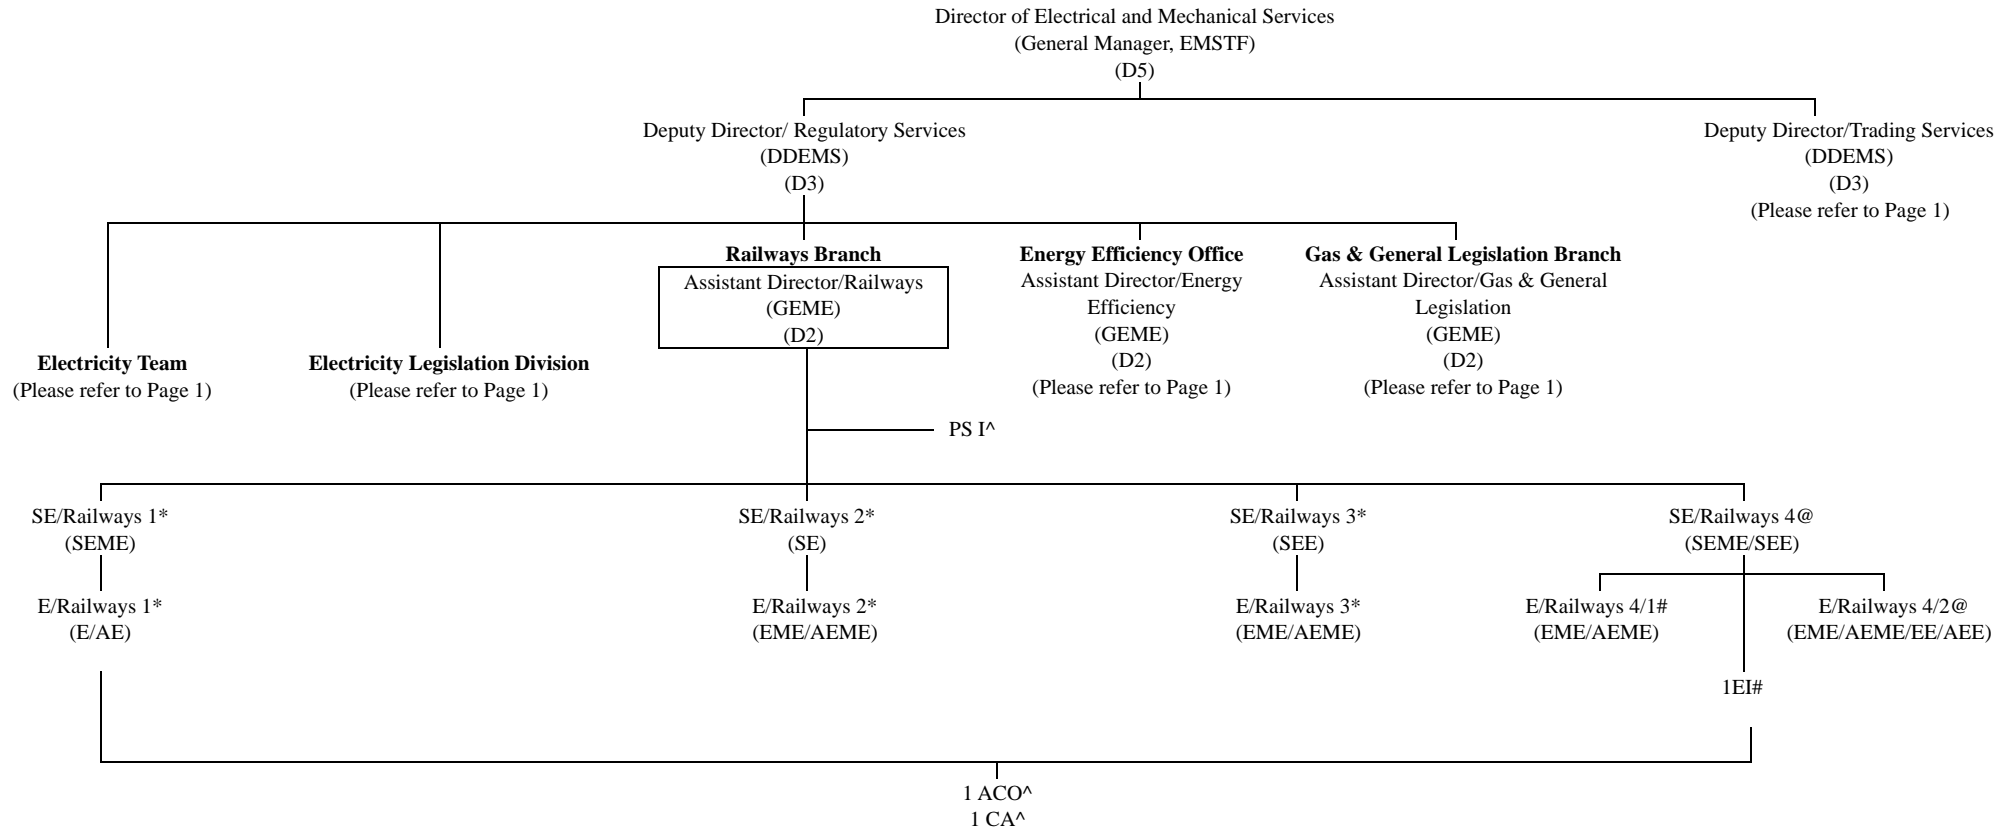 Director of Electrical and Mechanical Services
(General Manager, EMSTF)
(D5)
Deputy Director/ Regulatory Services
(DDEMS)
(D3)
Deputy Director/Trading Services
(DDEMS)
(D3)
(Please refer to Page 1)
Electricity Team
(Please refer to Page 1)
Electricity Legislation Division
(Please refer to Page 1)
Railways Branch
Assistant Director/Railways
(GEME)
(D2)
Energy Efficiency Office
Assistant Director/Energy
Efficiency
(GEME)
(D2)
(Please refer to Page 1)
Gas & General Legislation Branch
Assistant Director/Gas & General
Legislation
(GEME)
(D2)
(Please refer to Page 1)
PS I^
SE/Railways 1*
(SEME)
SE/Railways 2*
(SE)
SE/Railways 3*
(SEE)
SE/Railways 4@
(SEME/SEE)
E/Railways 1*
(E/AE)
E/Railways 2*
(EME/AEME)
E/Railways 3*
(EME/AEME)
E/Railways 4/1#
(EME/AEME)
E/Railways 4/2@
(EME/AEME/EE/AEE)
1EI#
1 ACO^
1 CA^